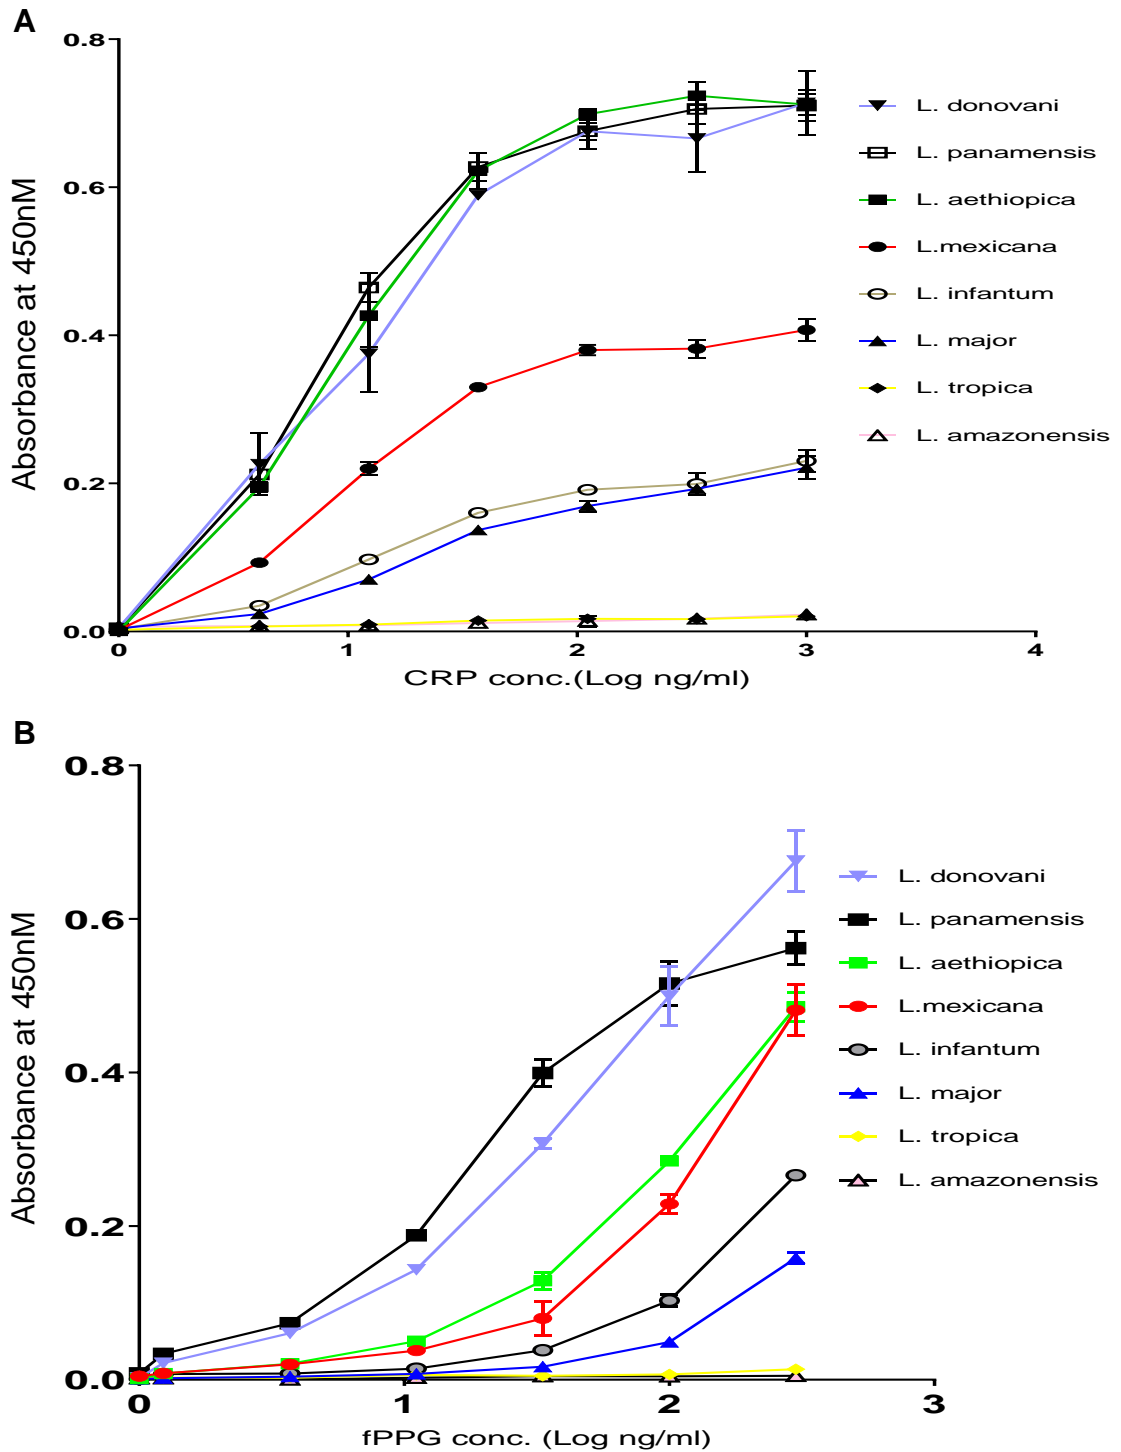 A
Absorbance at 450nM
0.8
0.6
0.4
0.2
0.0
0
1
2
3
4
CRP conc.(Log ng/ml)
L. donovani
L. panamensis
L. aethiopica
L.mexicana
L. infantum
L. major
L. tropica
L. amazonensis
B
Absorbance at 450nM
0.8
0.6
0.4
0.2
0.0
0
1
2
3
fPPG conc. (Log ng/ml)
L. donovani
L. panamensis
L. aethiopica
L.mexicana
L. infantum
L. major
L. tropica
L. amazonensis